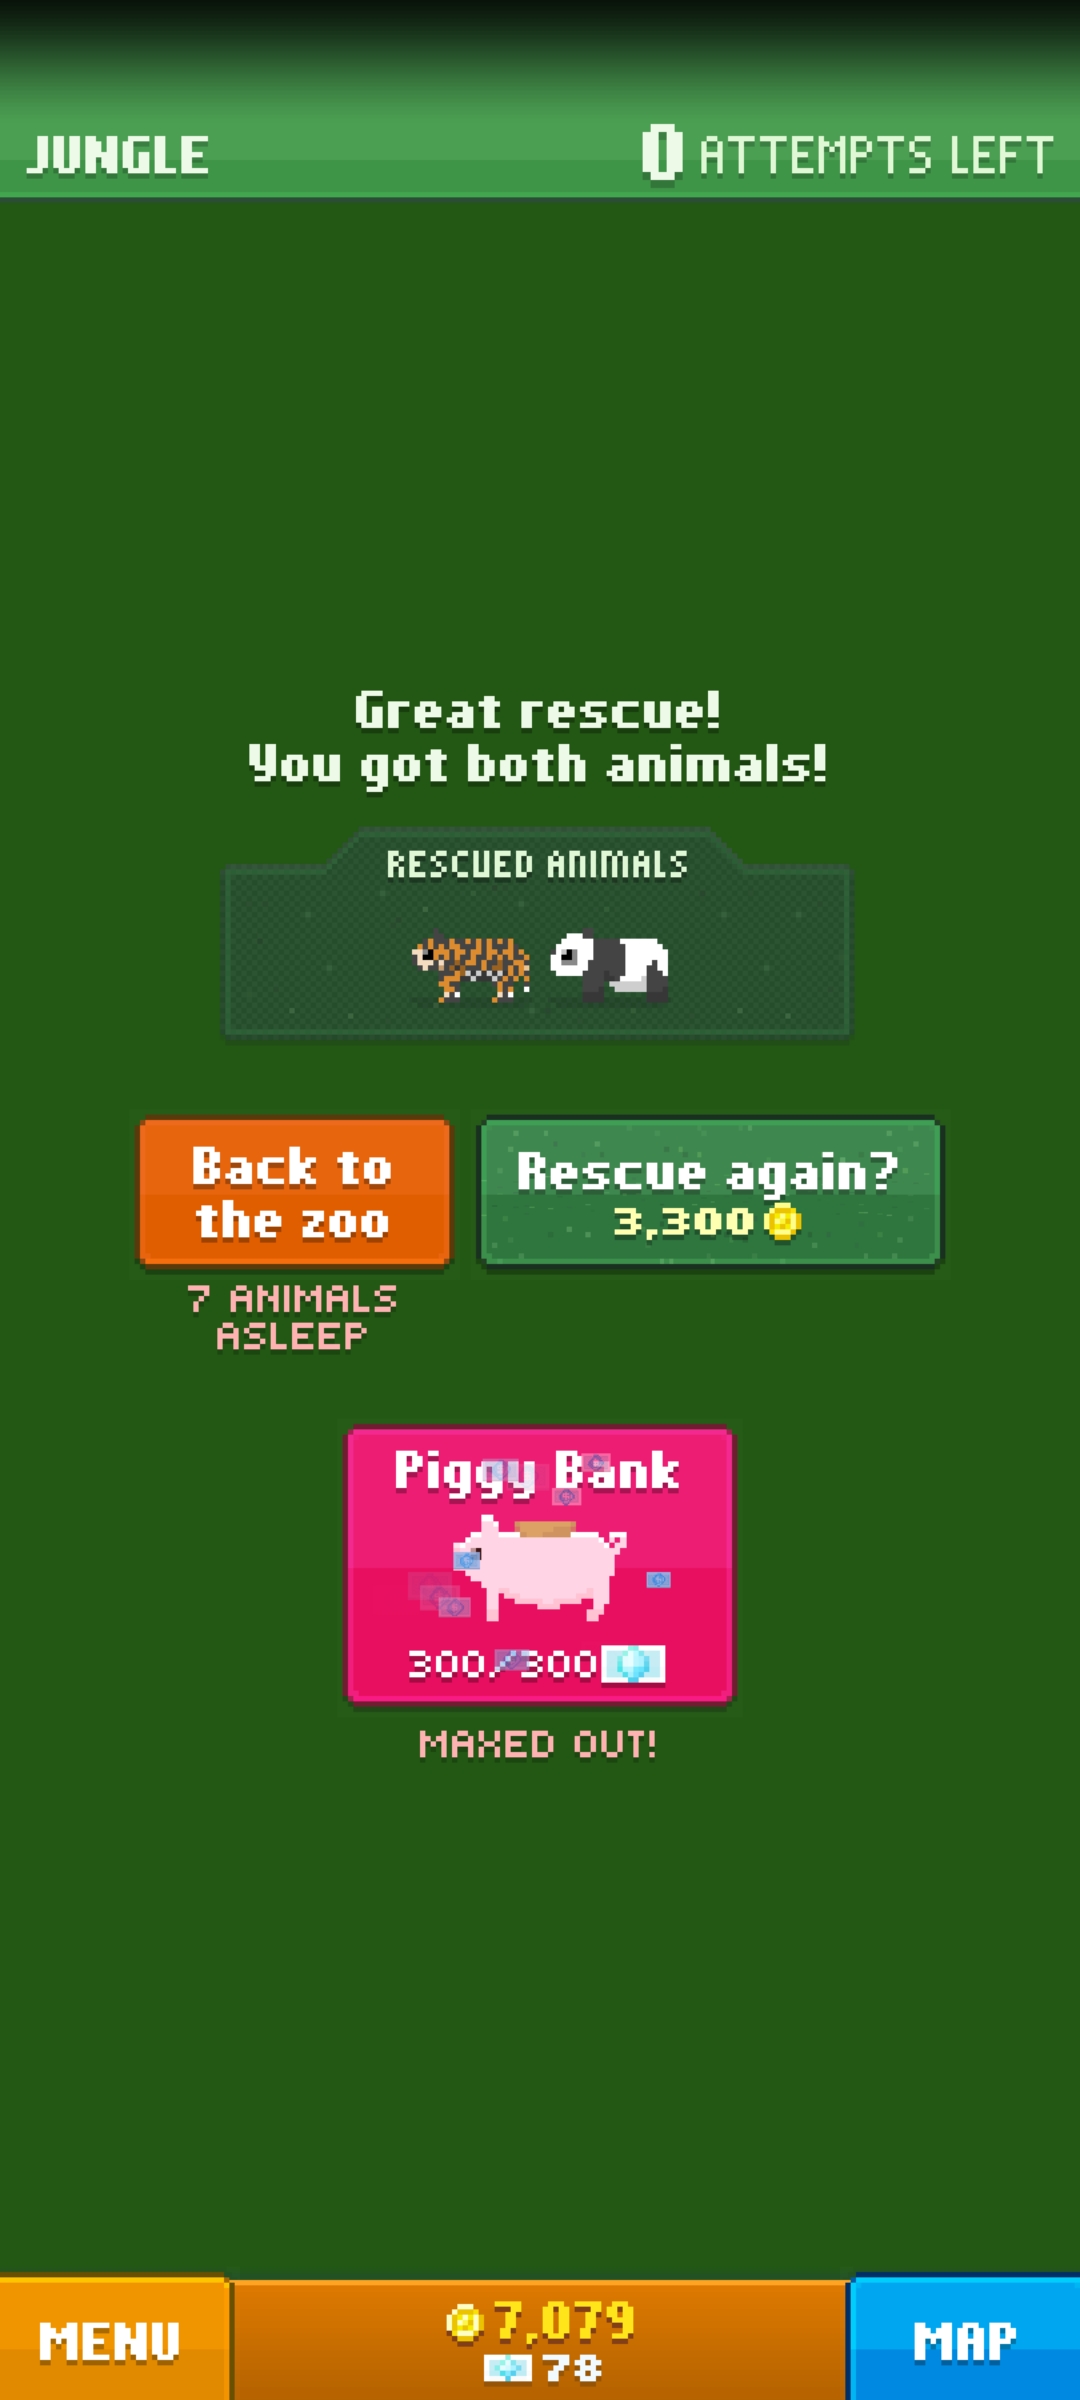 JUNGLE
0 ATTEMPTS LEFT
Great rescue!
You got both animals!
RESCUED ANIMALS
Back to
the zoo
Rescue again?
3,300
7 ANIMALS
ASLEEP
Piggy Bank
300/300
MAXED OUT!
MENU
7,079
78
MAP